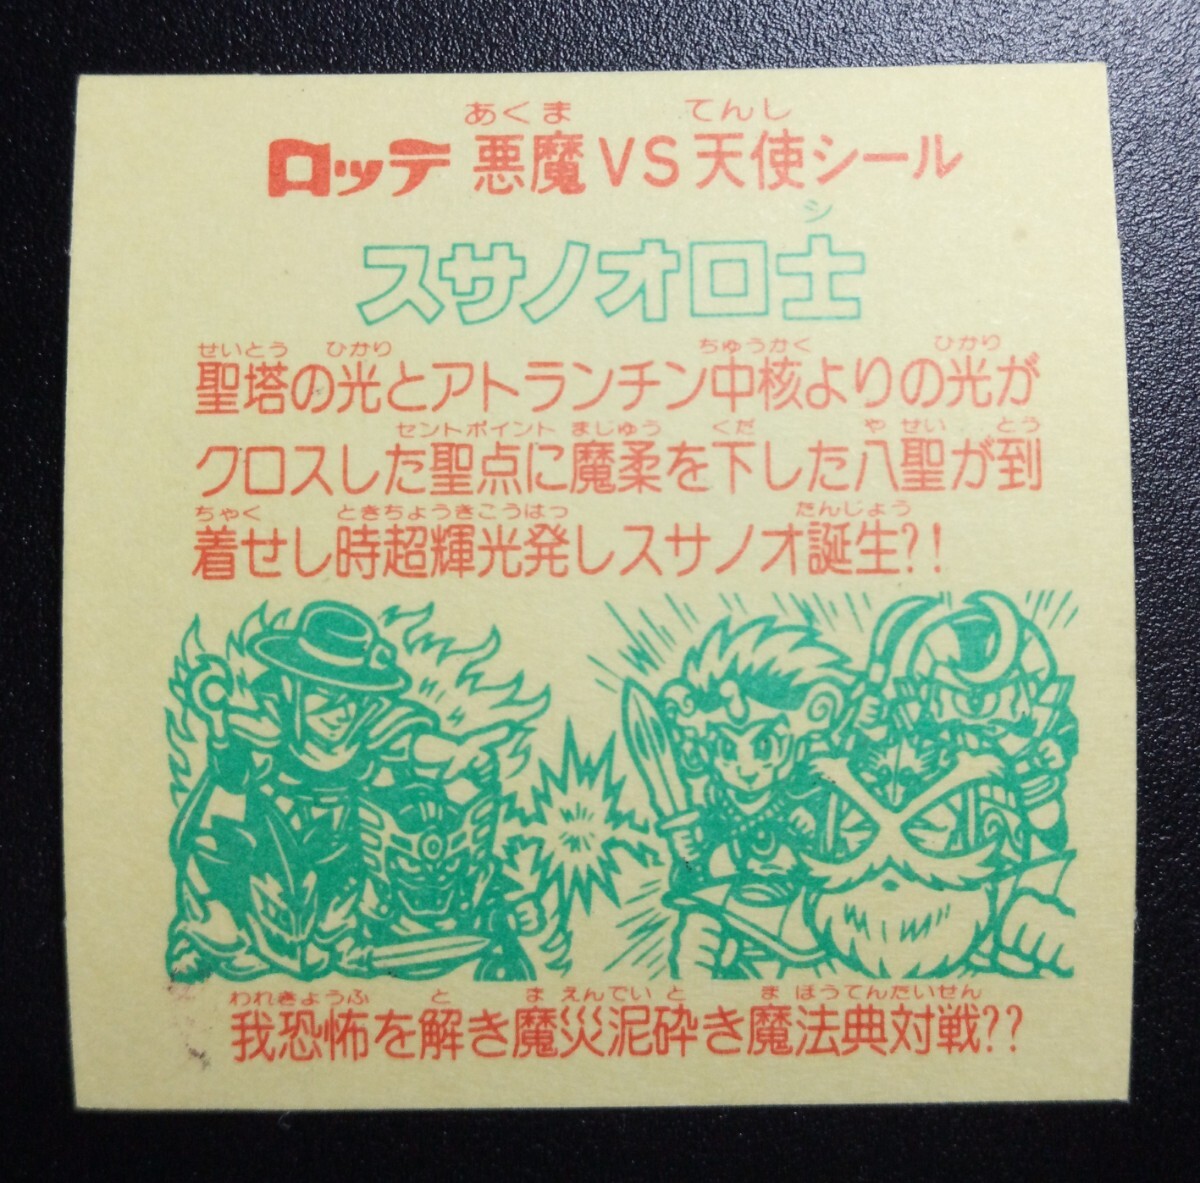 あくま てんし
ロッテ 悪魔VS天使シール
シ
スサノオロ士
せいとう ひかり ちゅうかく ひかり
聖塔の光とアトランチン中核よりの光が
セントポイント まじゅう くだ や せい とう
クロスした聖点に魔柔を下した八聖が到
ちゃく ときちょうきこうはつ たんじょう
着せし時超輝光発しスサノオ誕生?!
われきょうふ と ま えんでい と ま ほうてんたいせん
我恐怖を解き魔災泥砕き魔法典対戦??